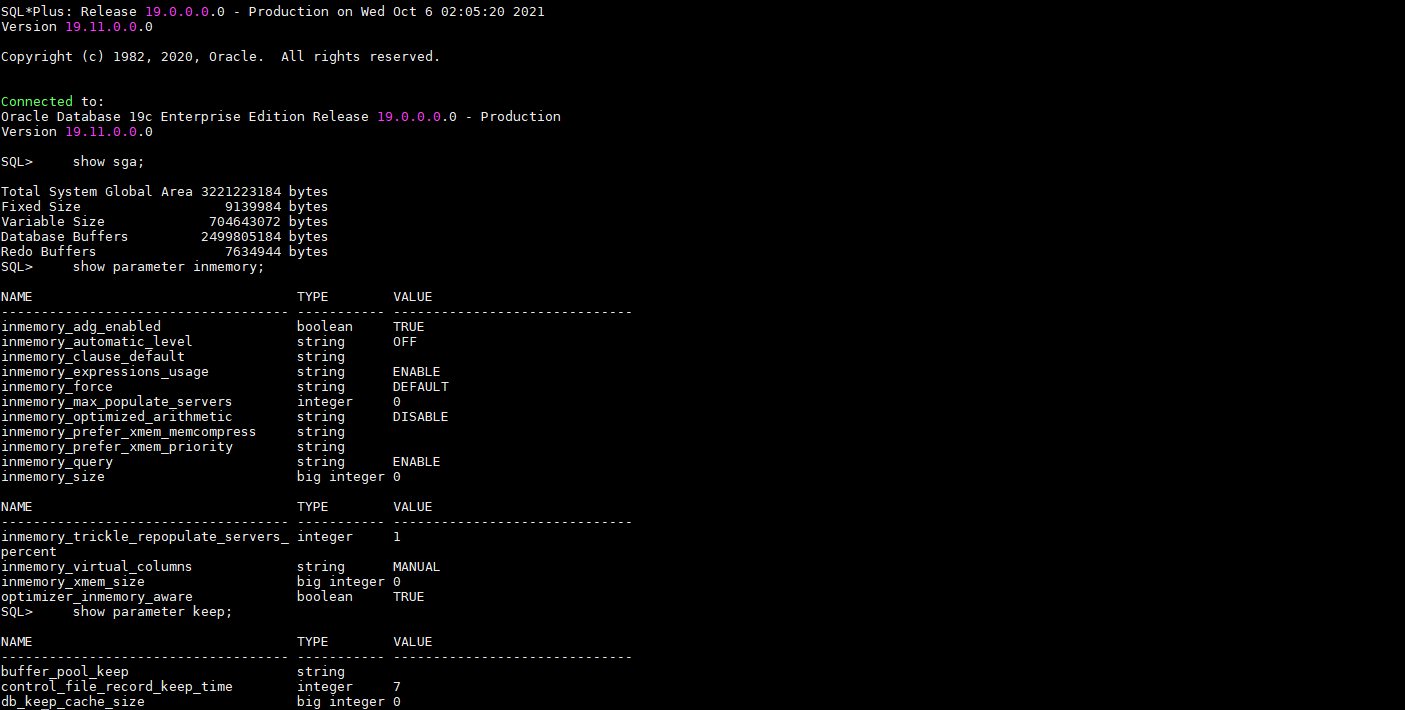 SQL*Plus: Release 19.0.0.0.0 - Production on Wed Oct 6 02:05:20 2021
Version 19.11.0.0.0
Copyright (c) 1982, 2020, Oracle.  All rights reserved.
Connected to:
Oracle Database 19c Enterprise Edition Release 19.0.0.0.0 - Production
Version 19.11.0.0.0
SQL>     show sga;
Total System Global Area 3221223184 bytes
Fixed Size                  9139984 bytes
Variable Size             704643072 bytes
Database Buffers         2499805184 bytes
Redo Buffers                7634944 bytes
SQL>     show parameter inmemory;
NAME                                 TYPE        VALUE
------------------------------------ ----------- ------------------------------
inmemory_adg_enabled                 boolean     TRUE
inmemory_automatic_level             string      OFF
inmemory_clause_default              string
inmemory_expressions_usage           string      ENABLE
inmemory_force                       string      DEFAULT
inmemory_max_populate_servers        integer     0
inmemory_optimized_arithmetic        string      DISABLE
inmemory_prefer_xmem_memcompress     string
inmemory_prefer_xmem_priority        string
inmemory_query                       string      ENABLE
inmemory_size                        big integer 0
NAME                                 TYPE        VALUE
------------------------------------ ----------- ------------------------------
inmemory_trickle_repopulate_servers_ integer     1
percent
inmemory_virtual_columns             string      MANUAL
inmemory_xmem_size                   big integer 0
optimizer_inmemory_aware             boolean     TRUE
SQL>     show parameter keep;
NAME                                 TYPE        VALUE
------------------------------------ ----------- ------------------------------
buffer_pool_keep                     string
control_file_record_keep_time        integer     7
db_keep_cache_size                   big integer 0